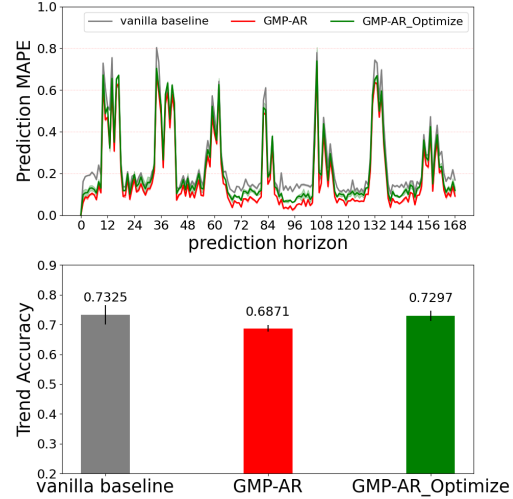 vanilla baseline GMP-AR GMP-AR_Optimize
1.0
0.8
0.6
0.4
0.2
0.0
Prediction MAPE
0 12 24 36 48 60 72 84 96 108 120 132 144 156 168
prediction horizon
0.9
0.8
0.7
0.6
0.5
0.4
0.3
0.2
Trend Accuracy
0.7325
0.6871
0.7297
vanilla baseline GMP-AR GMP-AR_Optimize